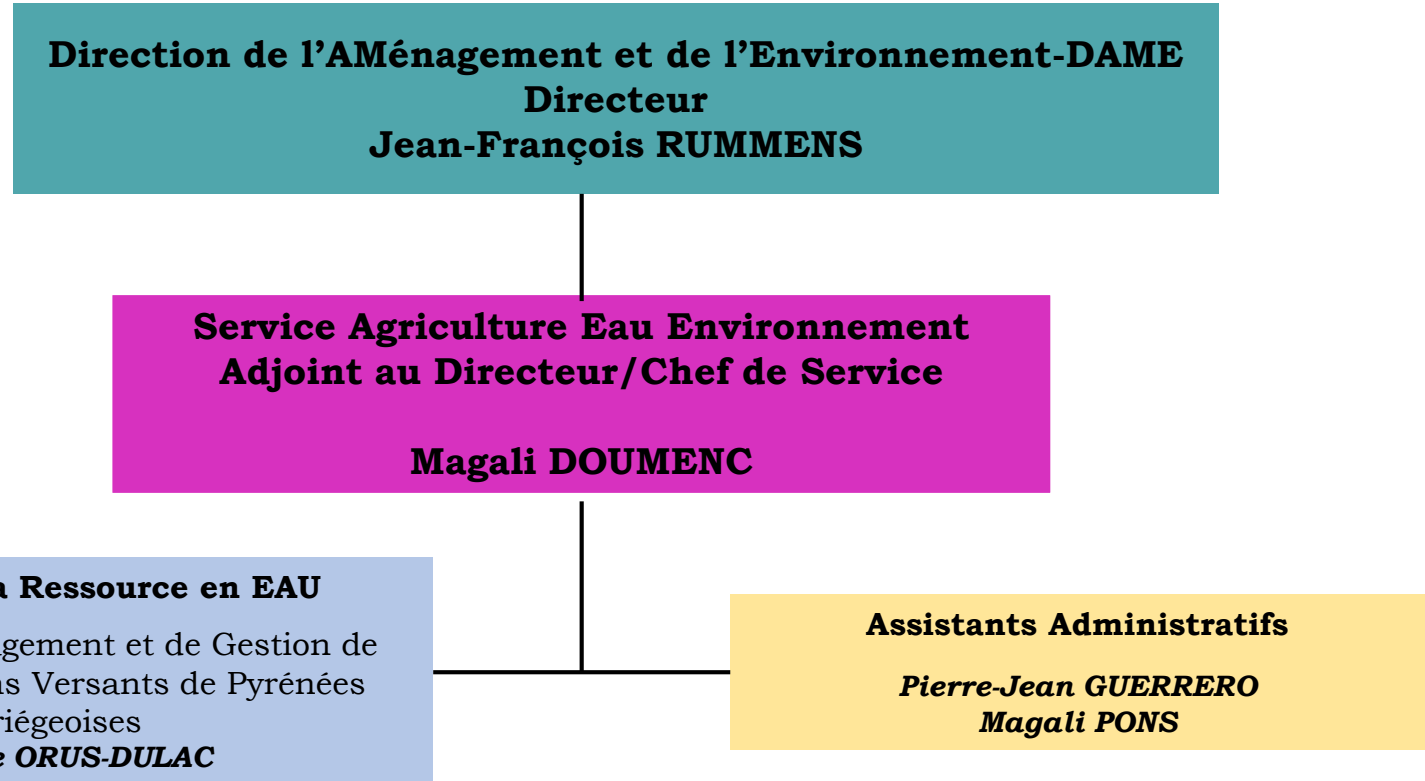 Direction de l'AMénagement et de l'Environnement-DAME
Directeur
Jean-François RUMMENS
Service Agriculture Eau Environnement
Adjoint au Directeur/Chef de Service
Magali DOUMENC
Ressource en EAU
et de Gestion de
Versants de Pyrénées
ORUS-DULAC
Assistants Administratifs
Pierre-Jean GUERRERO
Magali PONS